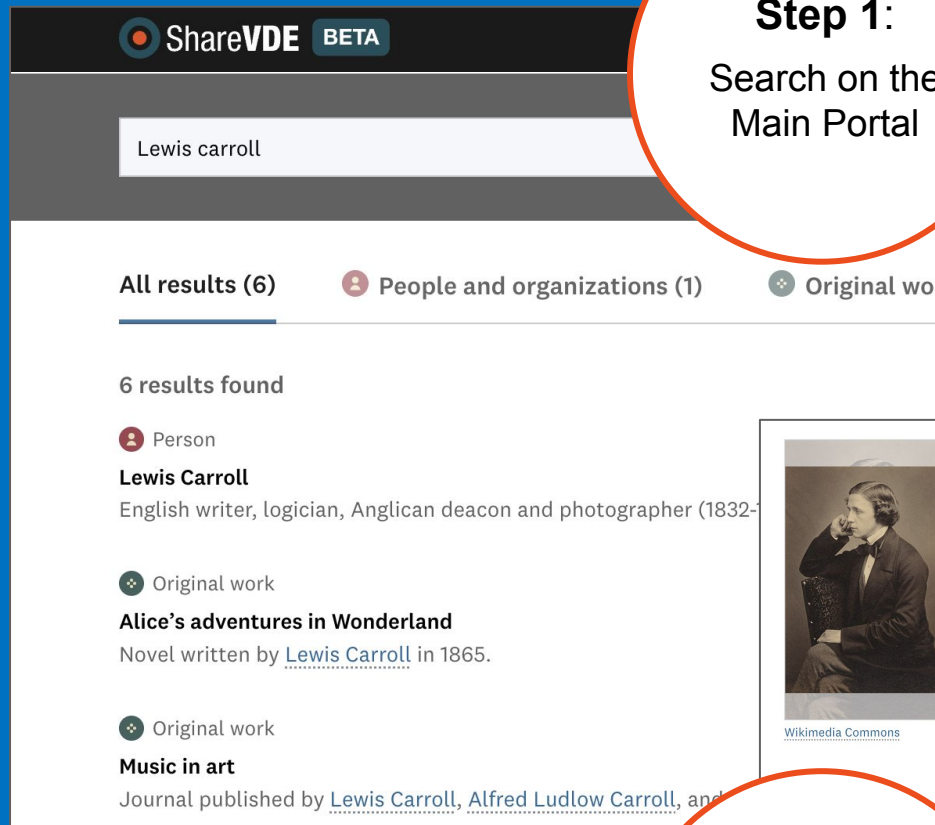 ShareVDE BETA
Step 1:
Search on the
Main Portal
Lewis carroll
All results (6)
People and organizations (1)
Original wo
6 results found
Person
Lewis Carroll
English writer, logician, Anglican deacon and photographer (1832-
Original work
Alice’s adventures in Wonderland
Novel written by Lewis Carroll in 1865.
Original work
Music in art
Journal published by Lewis Carroll, Alfred Ludlow Carroll, and
Wikimedia Commons